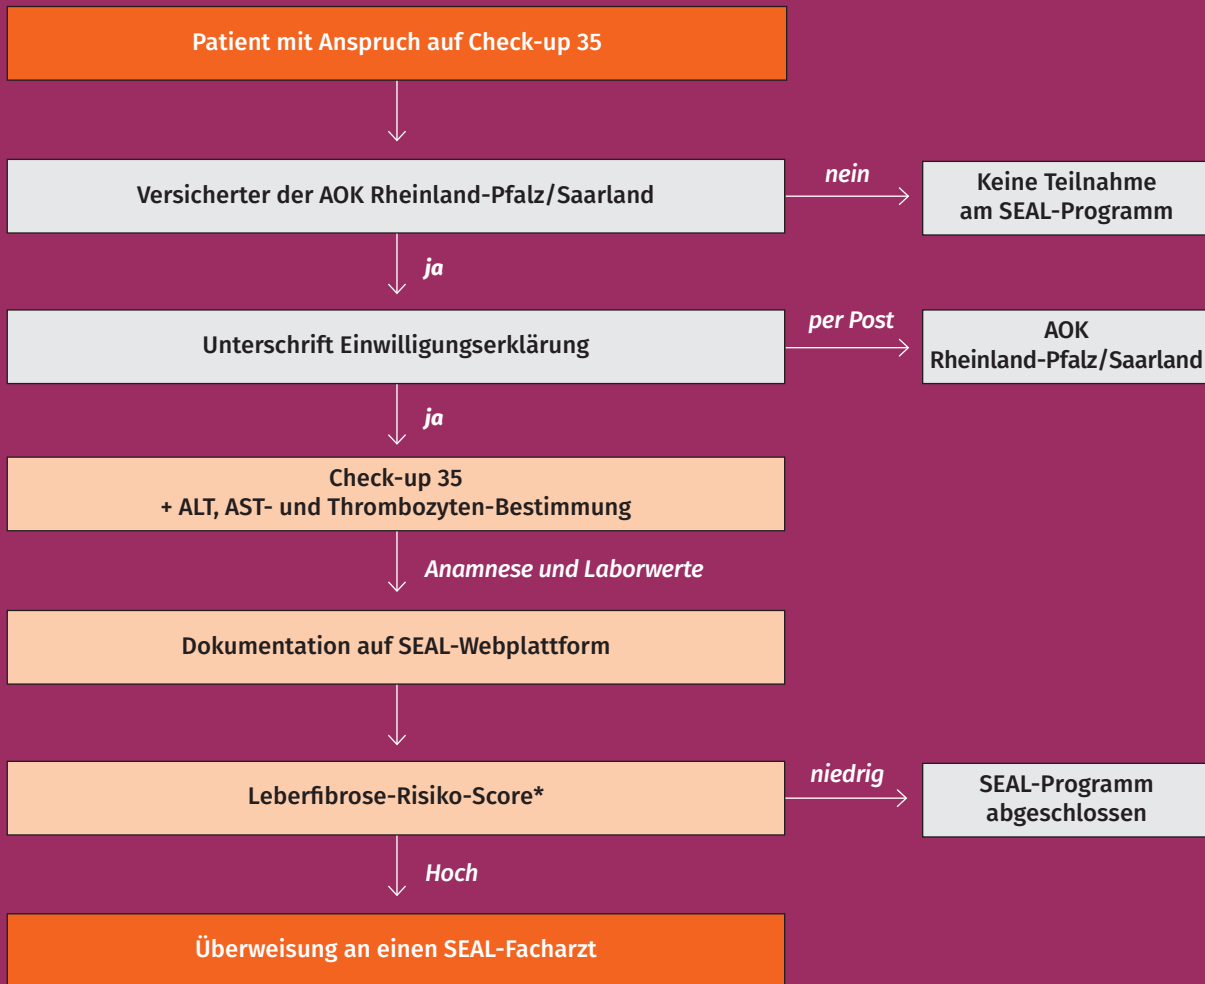 Patient mit Anspruch auf Check-up 35
Versicherter der AOK Rheinland-Pfalz/Saarland
nein
Keine Teilnahme
am SEAL-Programm
ja
Unterschrift Einwilligungserklärung
per Post
AOK
Rheinland-Pfalz/Saarland
ja
Check-up 35
+ ALT, AST- und Thrombozyten-Bestimmung
Anamnese und Laborwerte
Dokumentation auf SEAL-Webplattform
Leberfibrose-Risiko-Score*
niedrig
SEAL-Programm
abgeschlossen
Hoch
Überweisung an einen SEAL-Facharzt